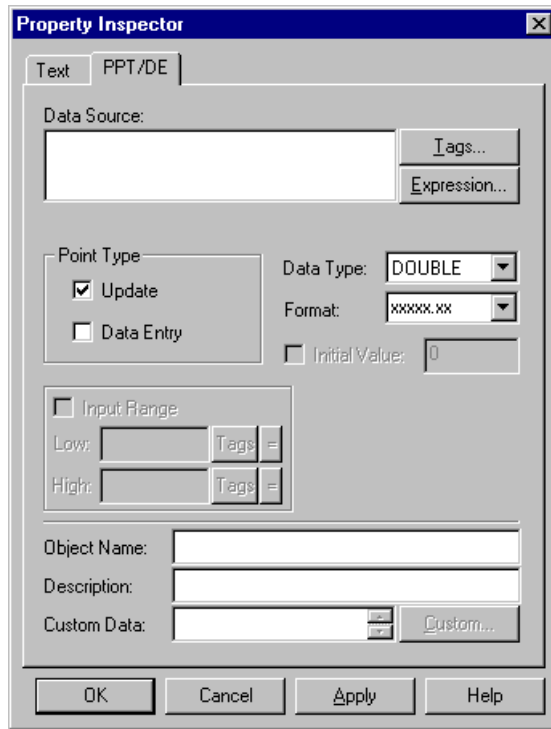 Property Inspector
Text PPT/DE
Data Source:
Tags...
Expression...
Point Type
Update
Data Entry
Data Type: DOUBLE
Format: xxxxx.xx
Initial Value: 0
Input Range
Low: Tags =
High: Tags =
Object Name:
Description:
Custom Data: Custom...
OK Cancel Apply Help